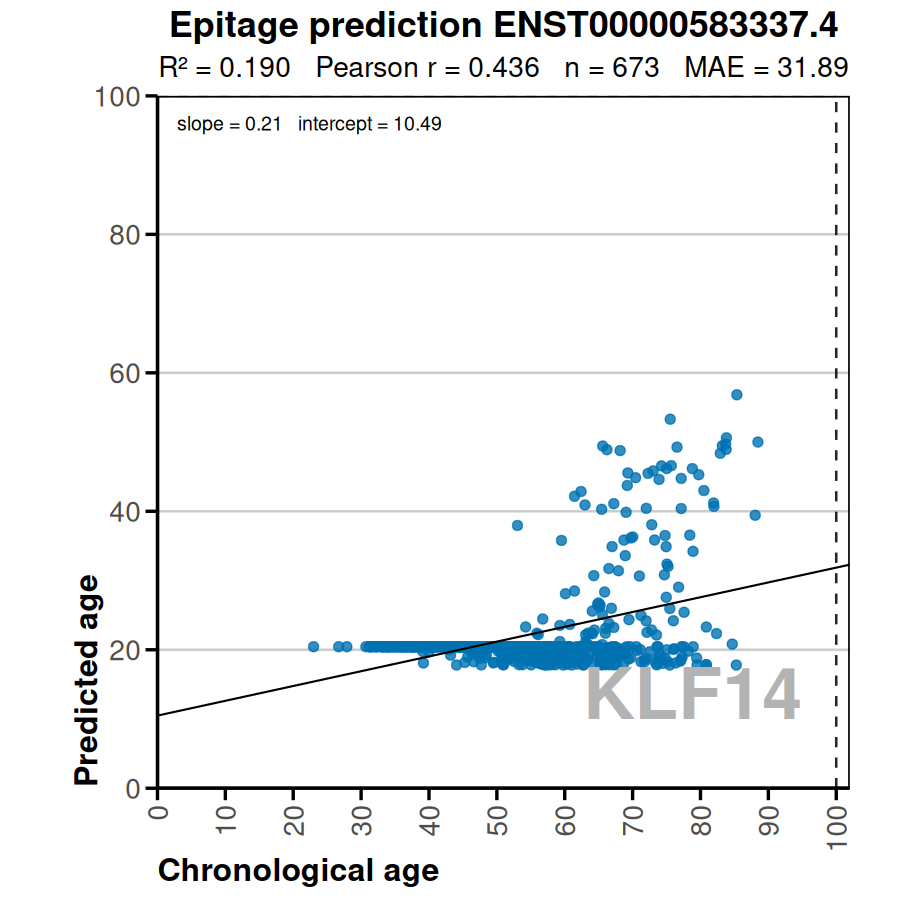 Epitage prediction ENST00000583337.4
R² = 0.190 Pearson r = 0.436 n = 673 MAE = 31.89
slope = 0.21 intercept = 10.49
100
80
60
40
20
0
Predicted age
KLF14
0 10 20 30 40 50 60 70 80 90 100
Chronological age